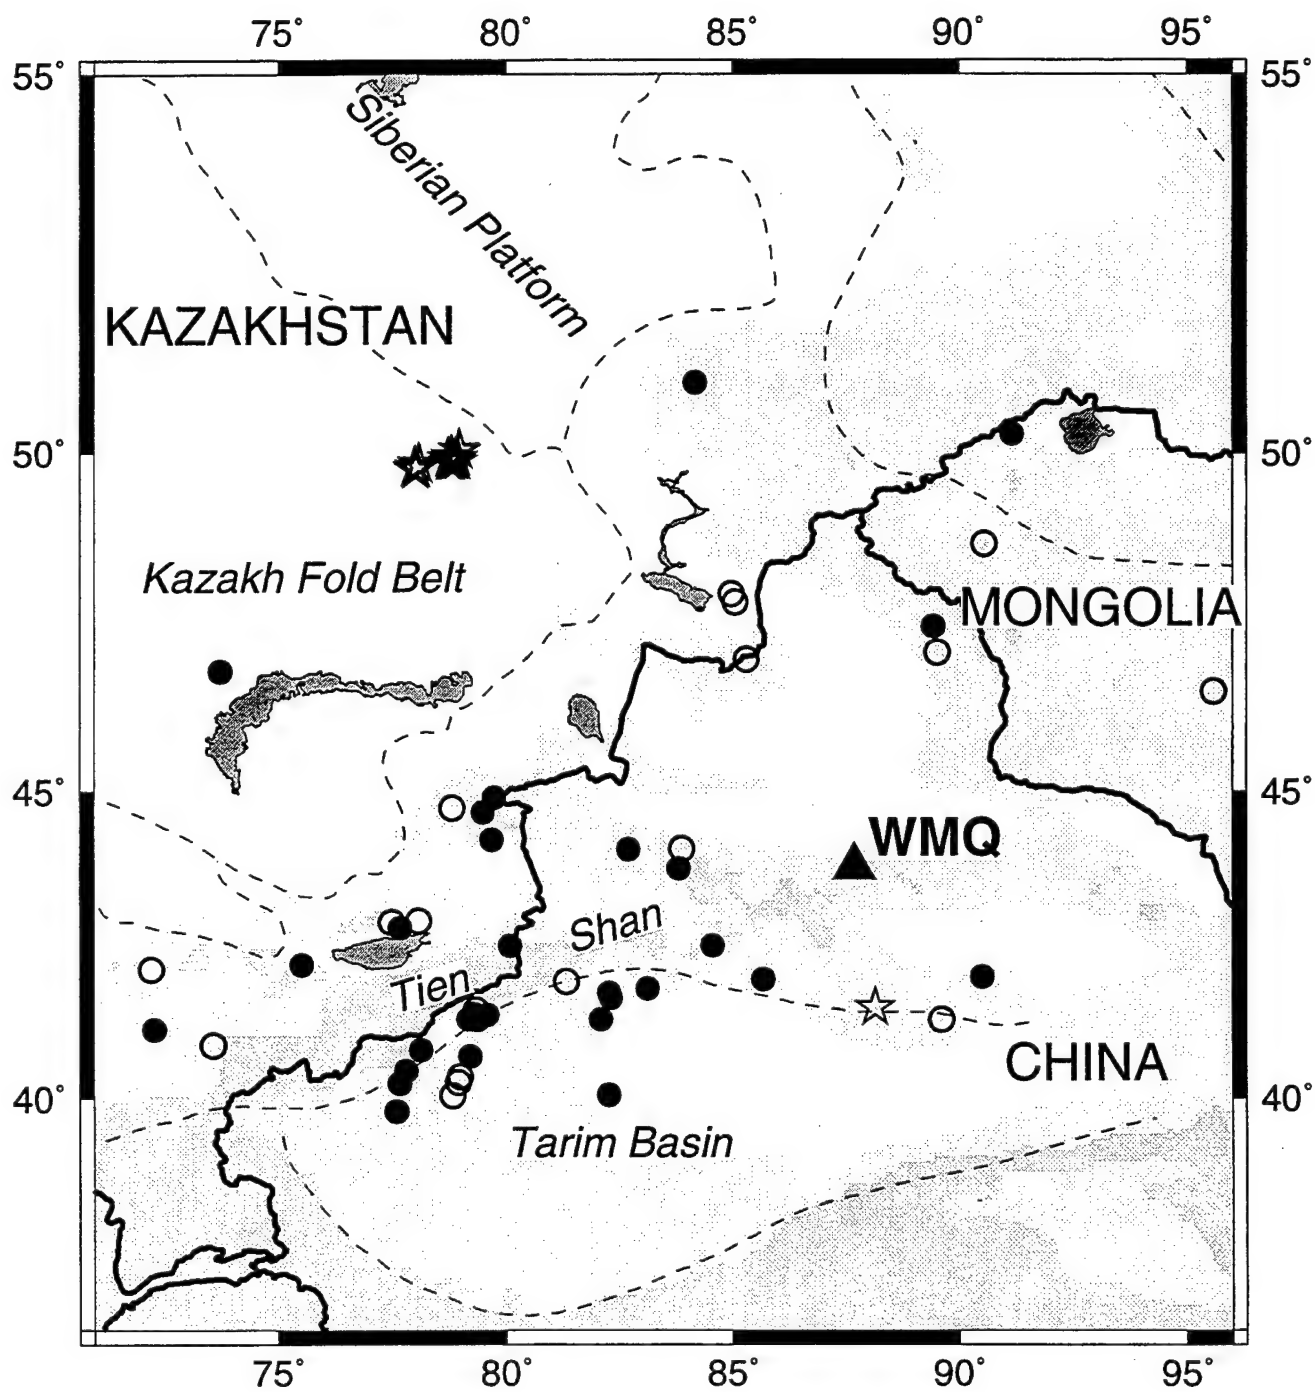 75° 80° 85° 90° 95°
55° 55°
Siberian Platform
KAZAKHSTAN
50° 50°
Kazakh Fold Belt
MONGOLIA
45° 45°
WMQ
Shan
Tien
CHINA
40° 40°
Tarim Basin
75° 80° 85° 90° 95°